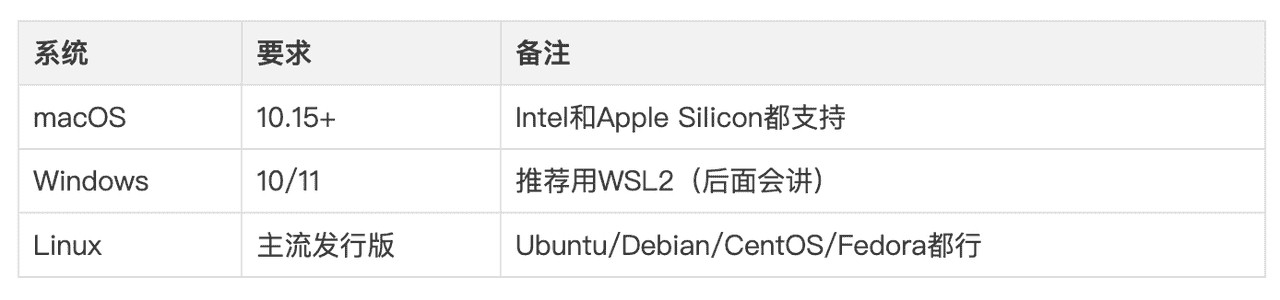 系统 要求 备注
macOS 10.15+ Intel和Apple Silicon都支持
Windows 10/11 推荐用WSL2（后面会讲）
Linux 主流发行版 Ubuntu/Debian/CentOS/Fedora都行